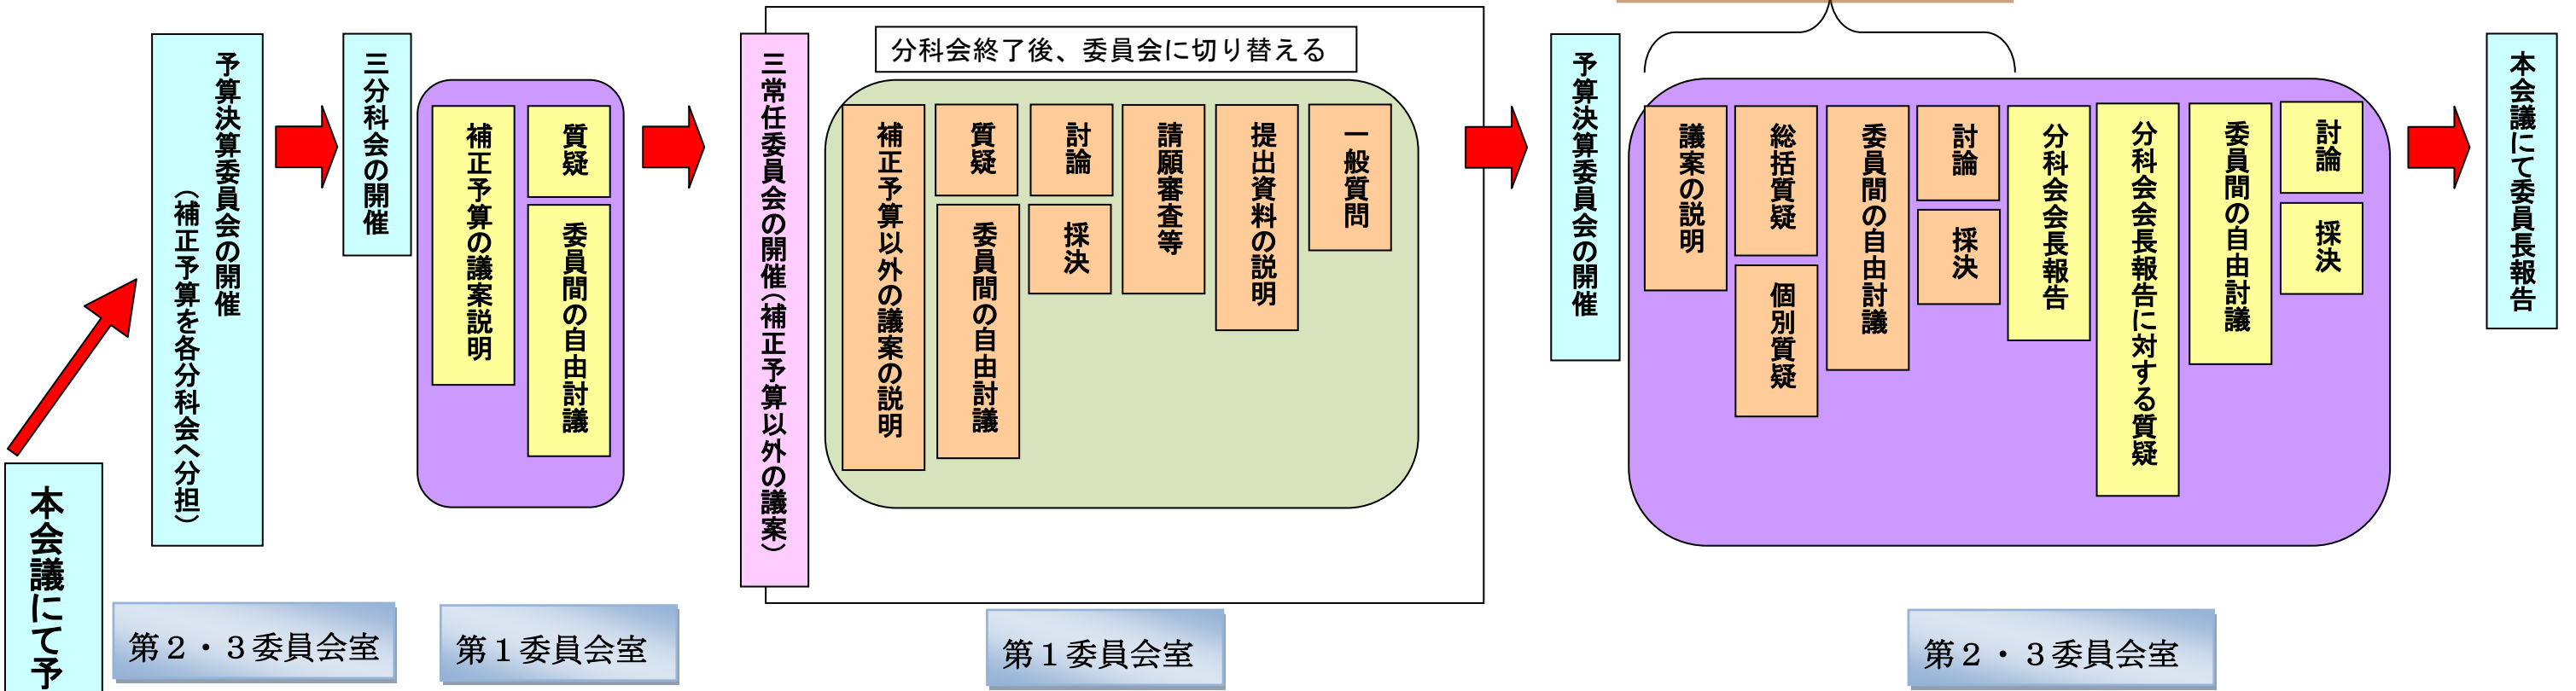 本会議にて予
予算決算委員会の開催
（補正予算を各分科会へ分担）
三分科会の開催
補正予算の議案説明
質疑
委員間の自由討議
三常任委員会の開催（補正予算以外の議案）
分科会終了後、委員会に切り替える
補正予算以外の議案の説明
質疑
委員間の自由討議
討論
採決
請願審査等
提出資料の説明
一般質問
予算決算委員会の開催
議案の説明
総括質疑
個別質疑
委員間の自由討議
討論
採決
分科会会長報告
分科会会長報告に対する質疑
委員間の自由討議
討論
採決
本会議にて委員長報告
第２・３委員会室
第１委員会室
第１委員会室
第２・３委員会室